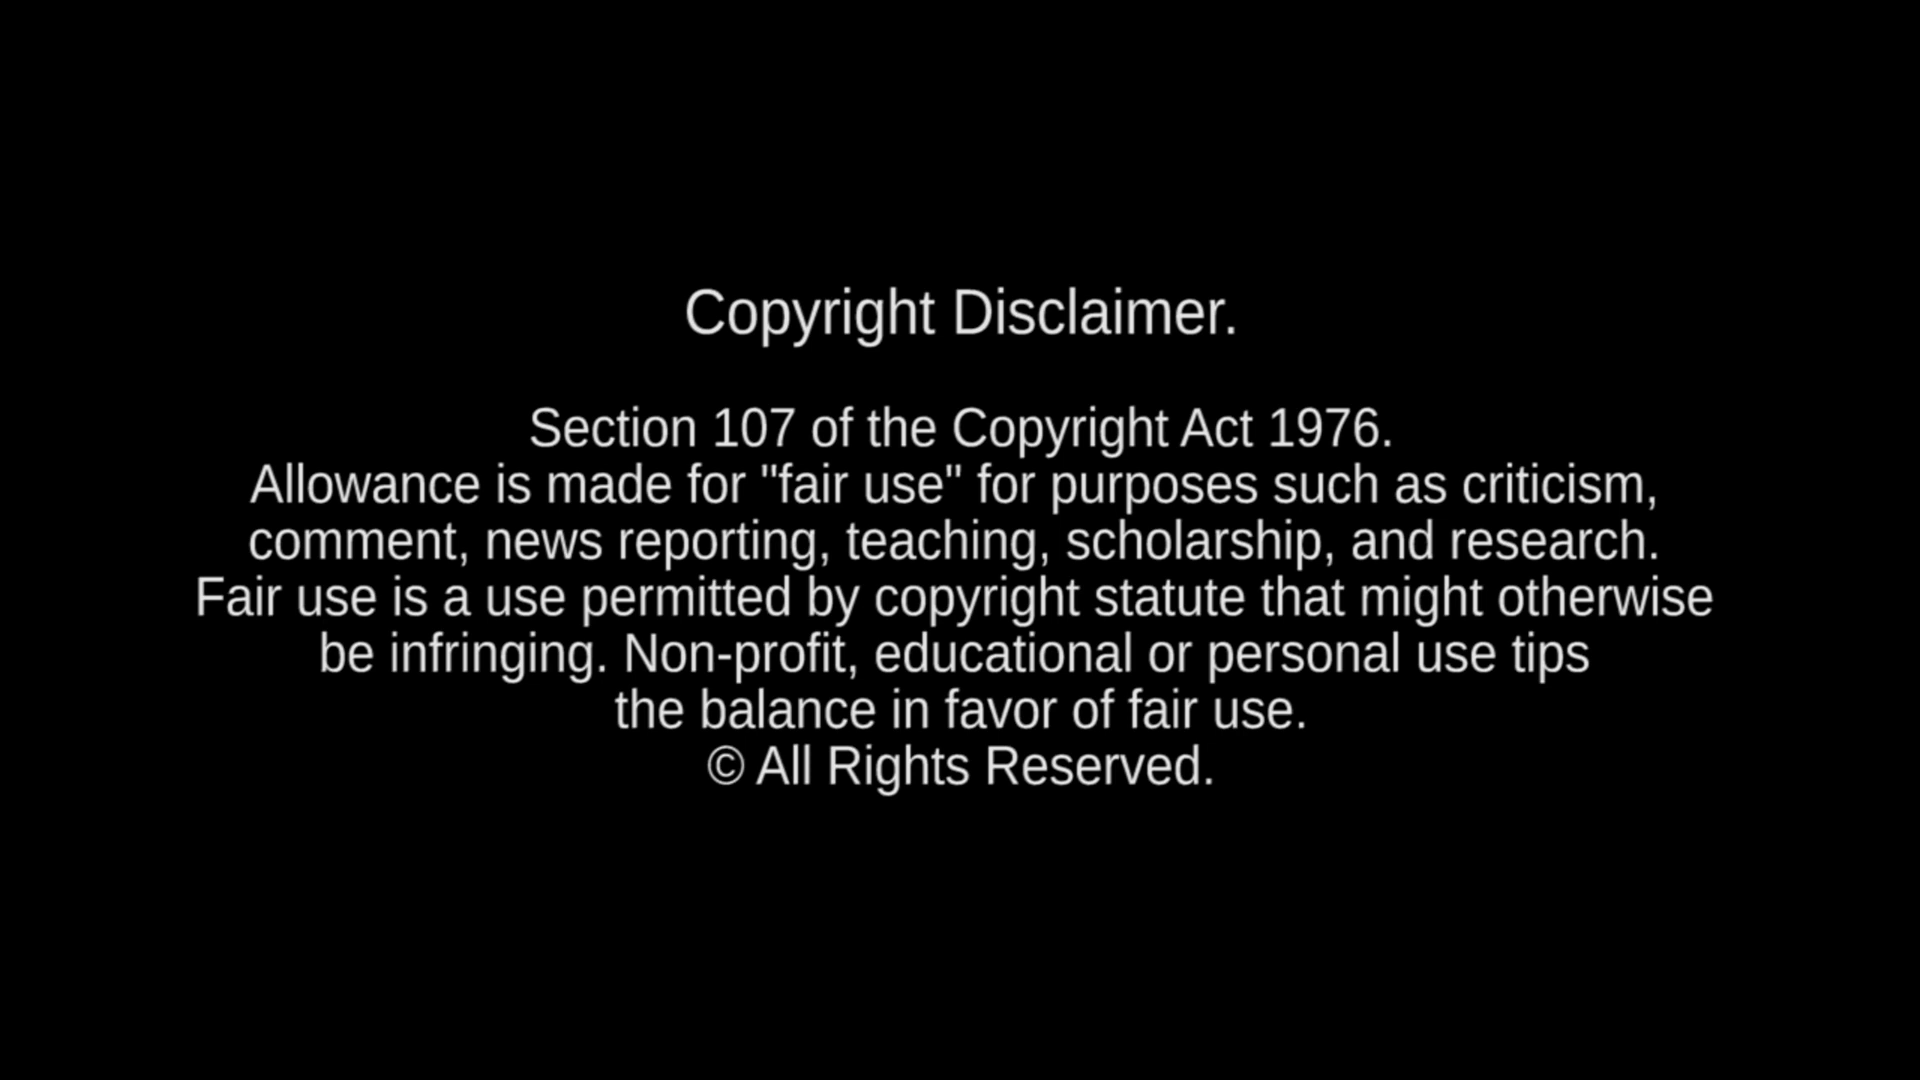 Copyright Disclaimer.
Section 107 of the Copyright Act 1976.
Allowance is made for "fair use" for purposes such as criticism,
comment, news reporting, teaching, scholarship, and research.
Fair use is a use permitted by copyright statute that might otherwise
be infringing. Non-profit, educational or personal use tips
the balance in favor of fair use.
© All Rights Reserved.